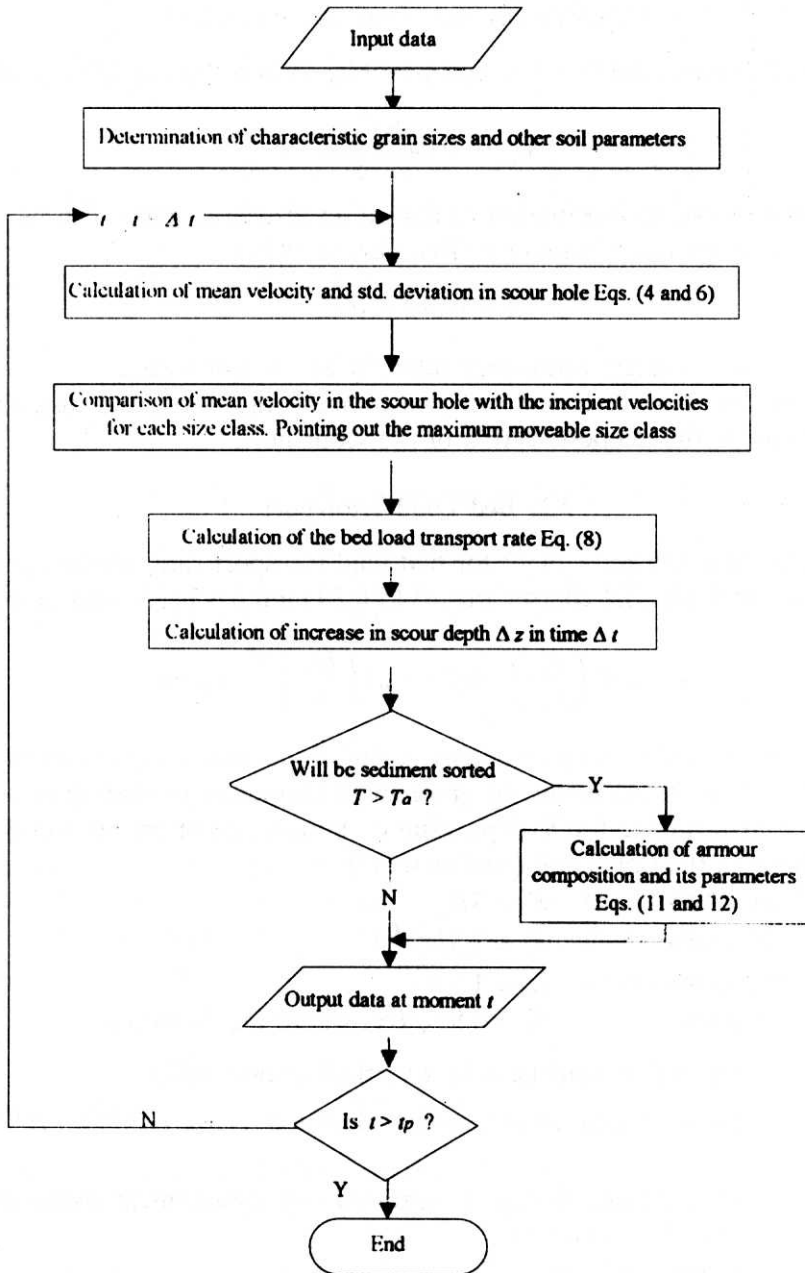 Input data
Determination of characteristic grain sizes and other soil parameters
t t Δ t
Calculation of mean velocity and std. deviation in scour hole Eqs. (4 and 6)
Comparison of mean velocity in the scour hole with the incipient velocities
for each size class. Pointing out the maximum moveable size class
Calculation of the bed load transport rate Eq. (8)
Calculation of increase in scour depth Δ z in time Δ t
Will be sediment sorted
T > Ta ?
Y
Calculation of armour
composition and its parameters
Eqs. (11 and 12)
N
Output data at moment t
Is t > tp ?
N
Y
End